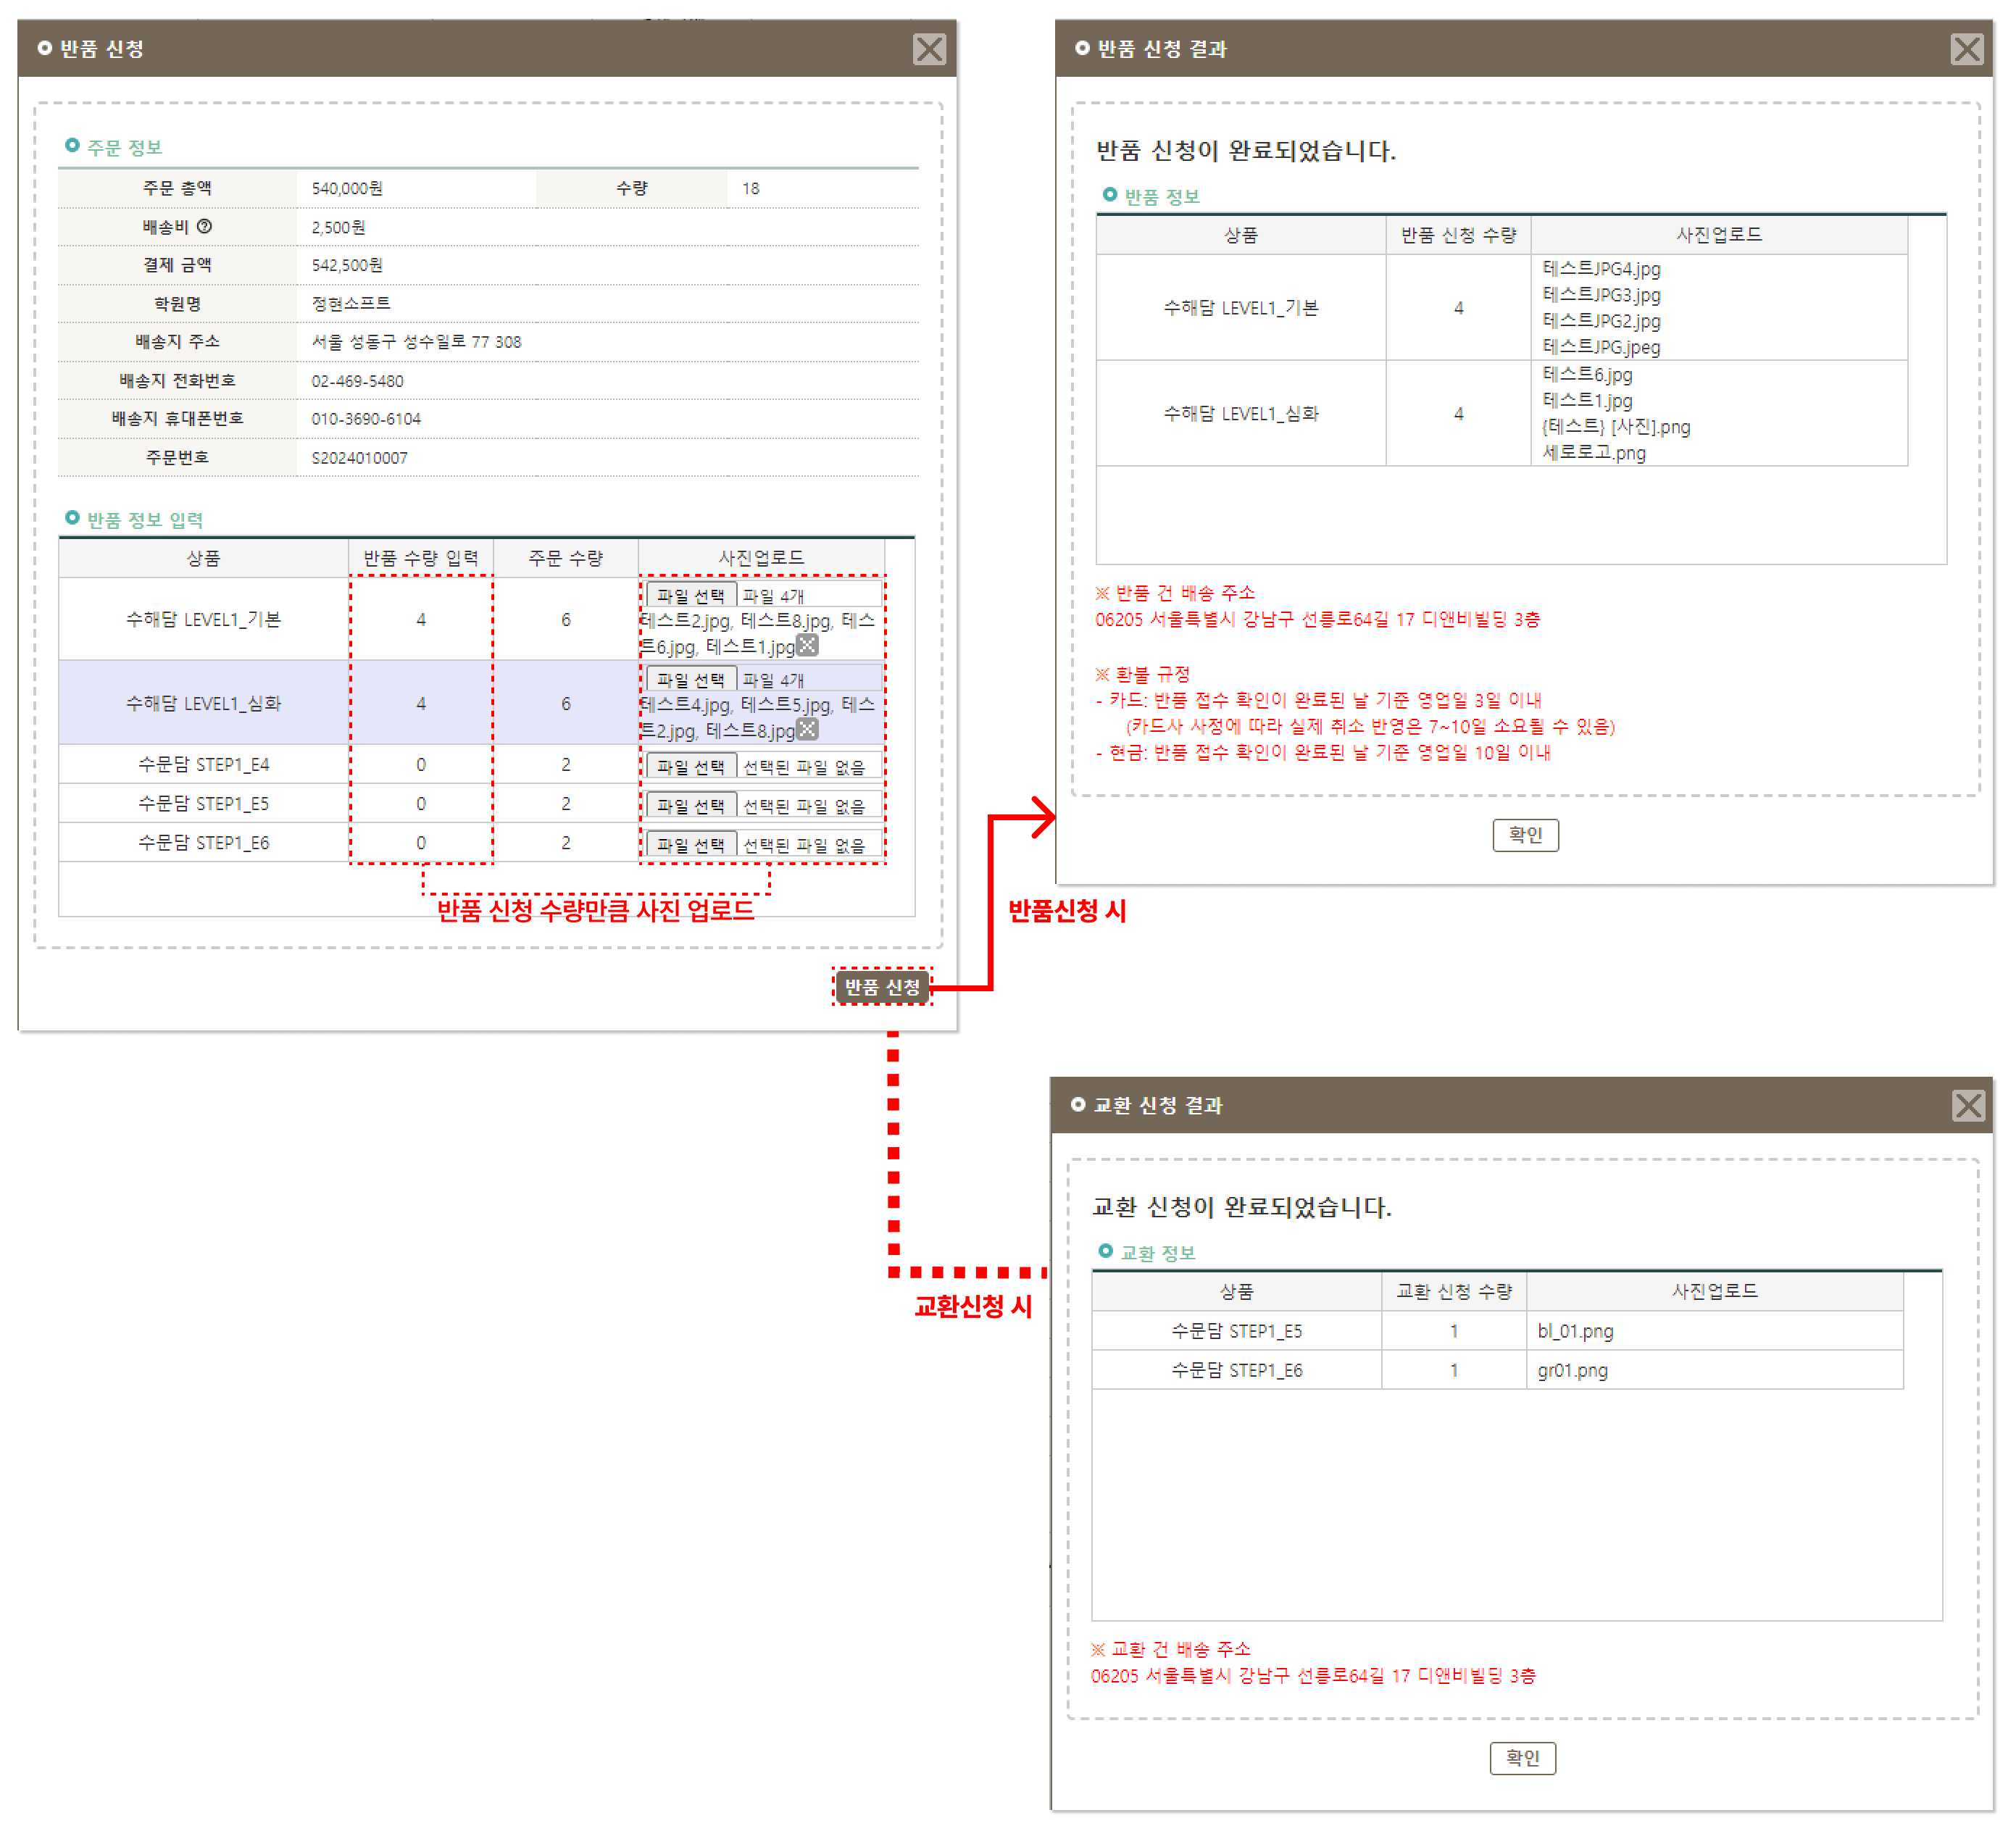 반품 신청
주문 정보
주문 총액 540,000원 수량 18
배송비 2,500원
결제 금액 542,500원
학원명 정현소프트
배송지 주소 서울 성동구 성수일로 77 308
배송지 전화번호 02-469-5480
배송지 휴대폰번호 010-3690-6104
주문번호 S2024010007
반품 정보 입력
상품 반품 수량 입력 주문 수량 사진업로드
수해담 LEVEL1_기본 4 6 파일 선택 파일 4개
테스트2.jpg, 테스트8.jpg, 테스
트6.jpg, 테스트1.jpg
수해담 LEVEL1_심화 4 6 파일 선택 파일 4개
테스트4.jpg, 테스트5.jpg, 테스
트2.jpg, 테스트8.jpg
수문담 STEP1_E4 0 2 파일 선택 선택된 파일 없음
수문담 STEP1_E5 0 2 파일 선택 선택된 파일 없음
수문담 STEP1_E6 0 2 파일 선택 선택된 파일 없음
반품 신청 수량만큼 사진 업로드
반품 신청
반품신청 시
반품 신청 결과
반품 신청이 완료되었습니다.
반품 정보
상품 반품 신청 수량 사진업로드
수해담 LEVEL1_기본 4 테스트JPG4.jpg
테스트JPG3.jpg
테스트JPG2.jpg
테스트JPG.jpeg
수해담 LEVEL1_심화 4 테스트6.jpg
테스트1.jpg
{테스트} [사진].png
세로로고.png
※ 반품 건 배송 주소
06205 서울특별시 강남구 선릉로64길 17 디앤비빌딩 3층
※ 환불 규정
- 카드: 반품 접수 확인이 완료된 날 기준 영업일 3일 이내
(카드사 사정에 따라 실제 취소 반영은 7~10일 소요될 수 있음)
- 현금: 반품 접수 확인이 완료된 날 기준 영업일 10일 이내
확인
교환신청 시
교환 신청 결과
교환 신청이 완료되었습니다.
교환 정보
상품 교환 신청 수량 사진업로드
수문담 STEP1_E5 1 bl_01.png
수문담 STEP1_E6 1 gr01.png
※ 교환 건 배송 주소
06205 서울특별시 강남구 선릉로64길 17 디앤비빌딩 3층
확인